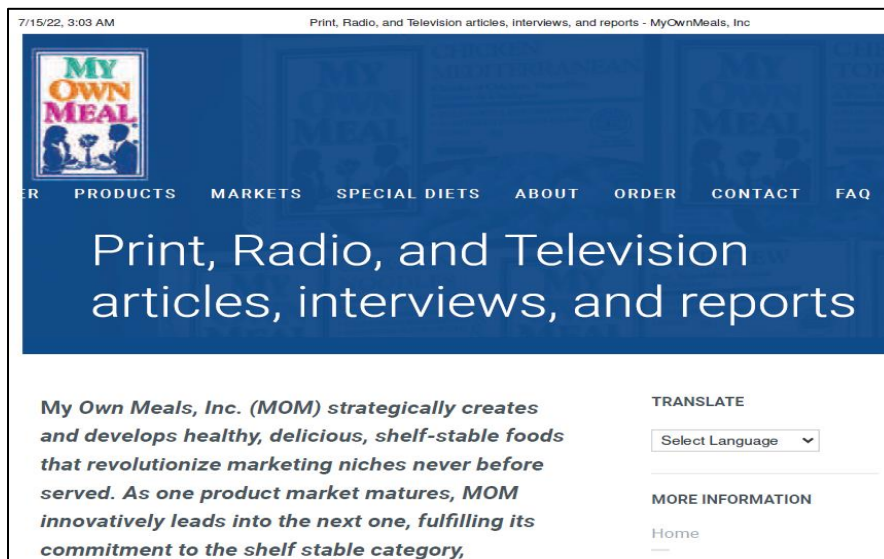 7/15/22, 3:03 AM
Print, Radio, and Television articles, interviews, and reports - MyOwnMeals, Inc
MY
OWN
MEAL
ER PRODUCTS MARKETS SPECIAL DIETS ABOUT ORDER CONTACT FAQ
Print, Radio, and Television
articles, interviews, and reports
My Own Meals, Inc. (MOM) strategically creates
and develops healthy, delicious, shelf-stable foods
that revolutionize marketing niches never before
served. As one product market matures, MOM
innovatively leads into the next one, fulfilling its
commitment to the shelf stable category,
TRANSLATE
Select Language
MORE INFORMATION
Home